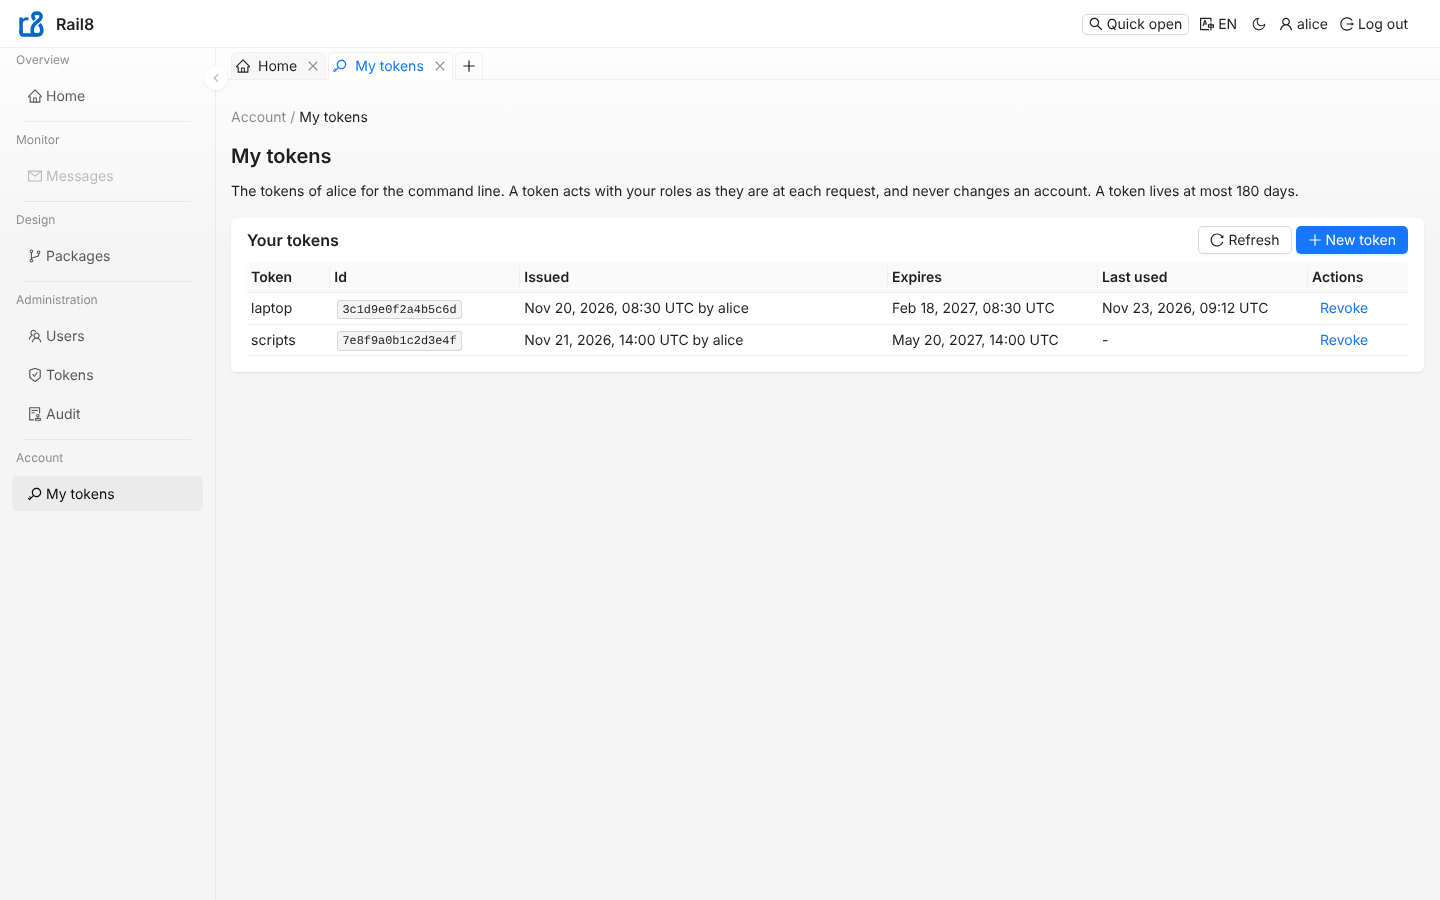 Rail8
Quick open
EN
alice
Log out
Overview
Home
Monitor
Messages
Design
Packages
Administration
Users
Tokens
Audit
Account
My tokens
Home
My tokens
Account / My tokens
My tokens
The tokens of alice for the command line. A token acts with your roles as they are at each request, and never changes an account. A token lives at most 180 days.
Your tokens
Refresh
New token
Token Id Issued Expires Last used Actions
laptop 3c1d9e0f2a4b5c6d Nov 20, 2026, 08:30 UTC by alice Feb 18, 2027, 08:30 UTC Nov 23, 2026, 09:12 UTC Revoke
scripts 7e8f9a0b1c2d3e4f Nov 21, 2026, 14:00 UTC by alice May 20, 2027, 14:00 UTC - Revoke